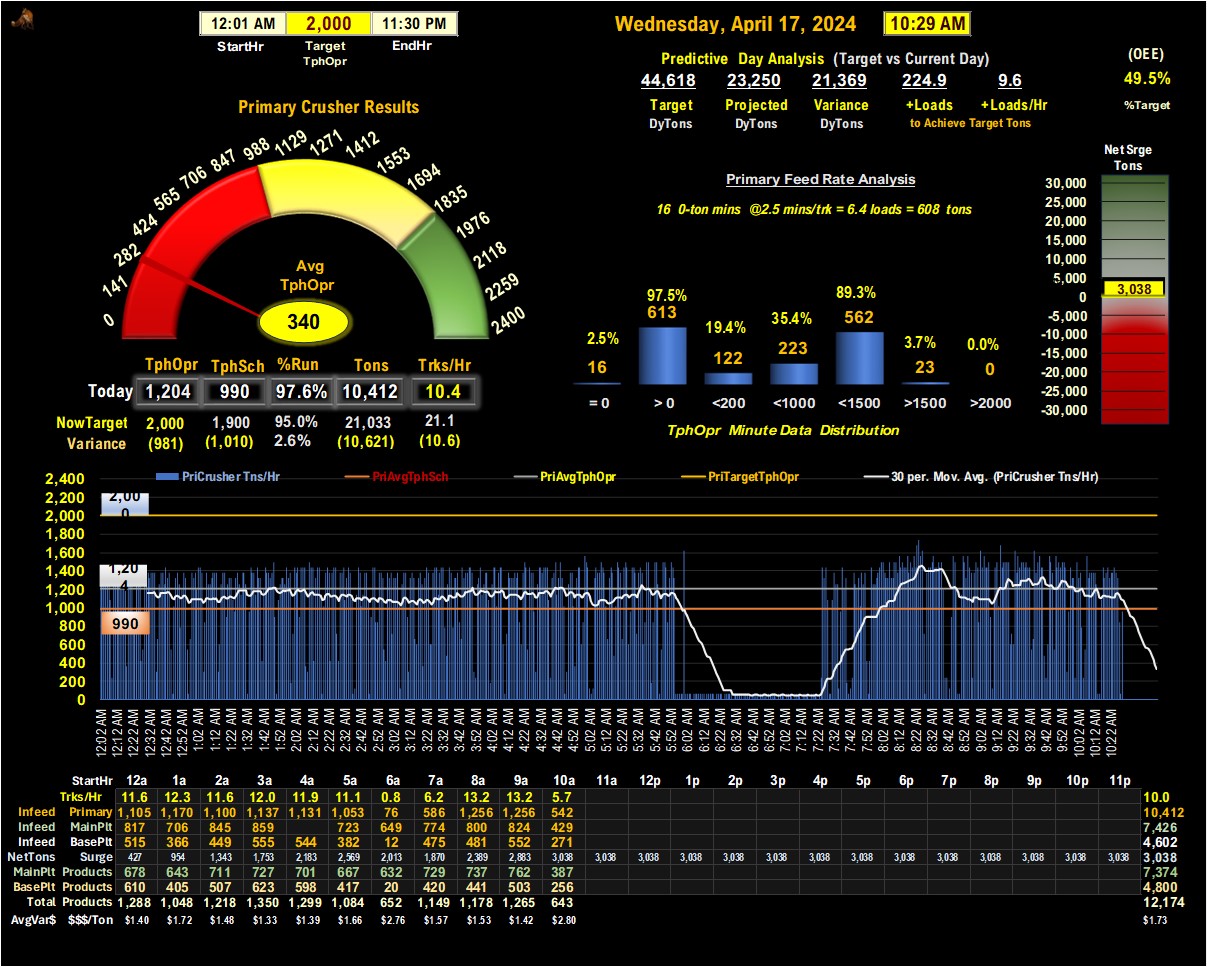 12:01 AM 2,000 11:30 PM
StartHr Target EndHr
TphOpr
Wednesday, April 17, 2024 10:29 AM
Predictive Day Analysis (Target vs Current Day)
44,618 23,250 21,369 224.9 9.6
Target Projected Variance +Loads +Loads/Hr
DyTons DyTons DyTons to Achieve Target Tons
(OEE)
49.5%
%Target
Primary Crusher Results
0 141 282 424 565 706 847 988 1129 1271 1412 1553 1694 1835 1976 2118 2259 2400
Avg
TphOpr
340
TphOpr TphSch %Run Tons Trks/Hr
Today 1,204 990 97.6% 10,412 10.4
NowTarget 2,000 1,900 95.0% 21,033 21.1
Variance (981) (1,010) 2.6% (10,621) (10.6)
Primary Feed Rate Analysis
16 0-ton mins @2.5 mins/trk = 6.4 loads = 608 tons
2.5% 97.5% 19.4% 35.4% 89.3% 3.7% 0.0%
16 613 122 223 562 23 0
= 0 > 0 <200 <1000 <1500 >1500 >2000
TphOpr Minute Data Distribution
Net Srge
Tons
30,000
25,000
20,000
15,000
10,000
5,000
3,038
0
-5,000
-10,000
-15,000
-20,000
-25,000
-30,000
PriCrusher Tns/Hr PriAvgTphSch PriAvgTphOpr PriTargetTphOpr 30 per. Mov. Avg. (PriCrusher Tns/Hr)
2,400
2,200
2,000
1,800
1,600
1,400
1,200
1,000
800
600
400
200
0
2,00
0
1,20
4
990
12:02 AM 12:12 AM 12:22 AM 12:32 AM 12:42 AM 12:52 AM 1:02 AM 1:12 AM 1:22 AM 1:32 AM 1:42 AM 1:52 AM 2:02 AM 2:12 AM 2:22 AM 2:32 AM 2:42 AM 2:52 AM 3:02 AM 3:12 AM 3:22 AM 3:32 AM 3:42 AM 3:52 AM 4:02 AM 4:12 AM 4:22 AM 4:32 AM 4:42 AM 4:52 AM 5:02 AM 5:12 AM 5:22 AM 5:32 AM 5:42 AM 5:52 AM 6:02 AM 6:12 AM 6:22 AM 6:32 AM 6:42 AM 6:52 AM 7:02 AM 7:12 AM 7:22 AM 7:32 AM 7:42 AM 7:52 AM 8:02 AM 8:12 AM 8:22 AM 8:32 AM 8:42 AM 8:52 AM 9:02 AM 9:12 AM 9:22 AM 9:32 AM 9:42 AM 9:52 AM 10:02 AM 10:12 AM 10:22 AM
StartHr 12a 1a 2a 3a 4a 5a 6a 7a 8a 9a 10a 11a 12p 1p 2p 3p 4p 5p 6p 7p 8p 9p 10p 11p
Trks/Hr 11.6 12.3 11.6 12.0 11.9 11.1 0.8 6.2 13.2 13.2 5.7 10.0
Infeed Primary 1,105 1,170 1,100 1,137 1,131 1,053 76 586 1,256 1,256 542 10,412
Infeed MainPlt 817 706 845 859 723 649 774 800 824 429 7,426
Infeed BasePlt 515 366 449 555 544 382 12 475 481 552 271 4,602
NetTons Surge 427 954 1,343 1,753 2,183 2,569 2,013 1,870 2,389 2,883 3,038 3,038 3,038 3,038 3,038 3,038 3,038 3,038 3,038 3,038 3,038 3,038 3,038 3,038 3,038
MainPlt Products 678 643 711 727 701 667 632 729 737 762 387 7,374
BasePlt Products 610 405 507 623 598 417 20 420 441 503 256 4,800
Total Products 1,288 1,048 1,218 1,350 1,299 1,084 652 1,149 1,178 1,265 643 12,174
AvgVar$ $$$/Ton $1.40 $1.72 $1.48 $1.33 $1.39 $1.66 $2.76 $1.57 $1.53 $1.42 $2.80 $1.73